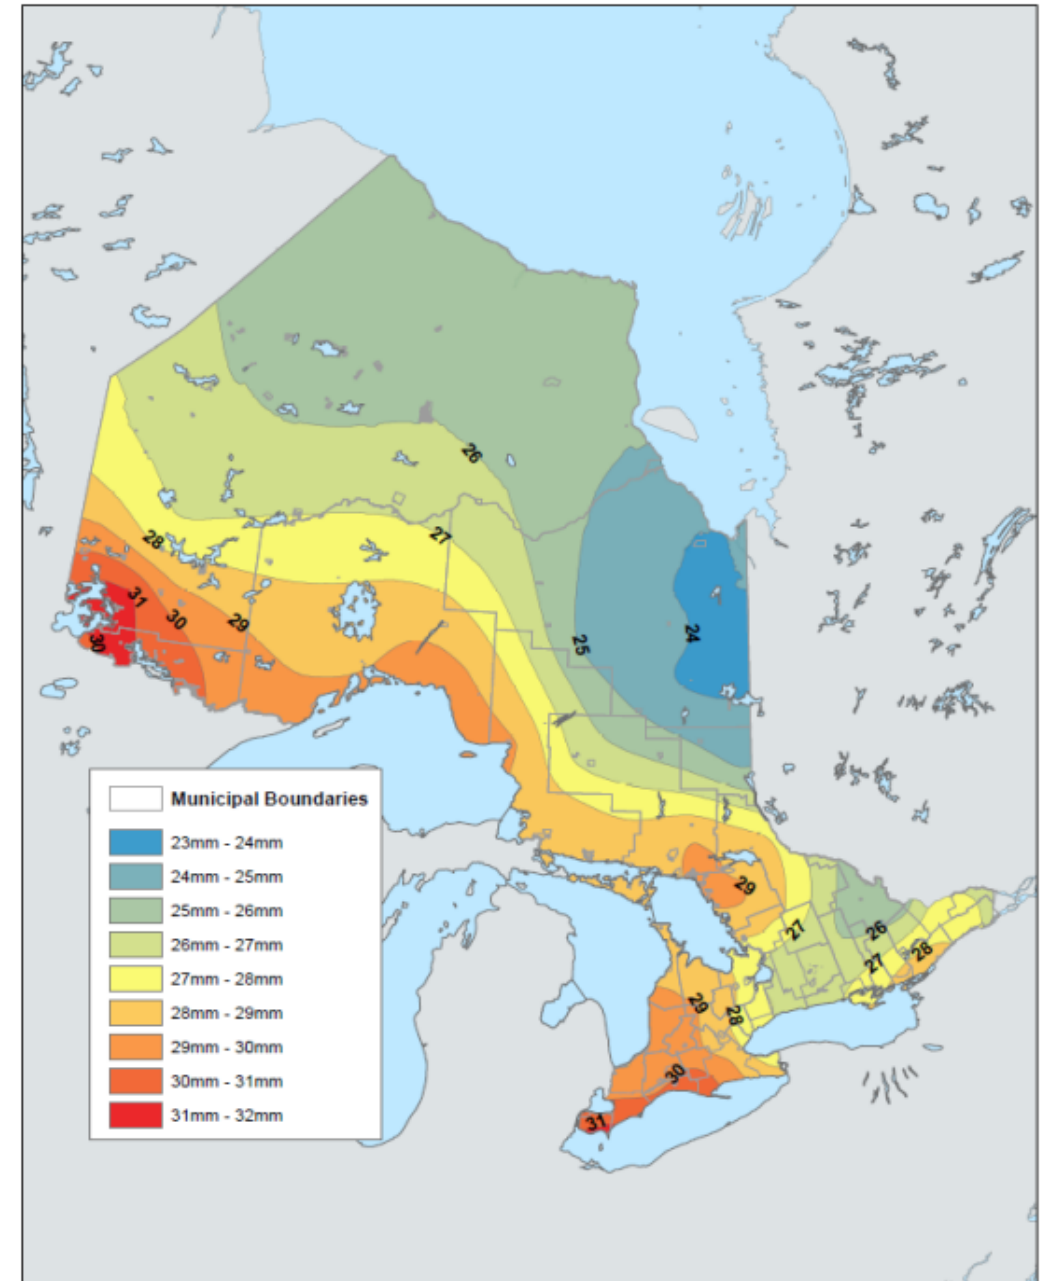 26
28
27
31
30
29
30
25
24
29
27
26
27
28
29
28
30
31
Municipal Boundaries
23mm - 24mm
24mm - 25mm
25mm - 26mm
26mm - 27mm
27mm - 28mm
28mm - 29mm
29mm - 30mm
30mm - 31mm
31mm - 32mm